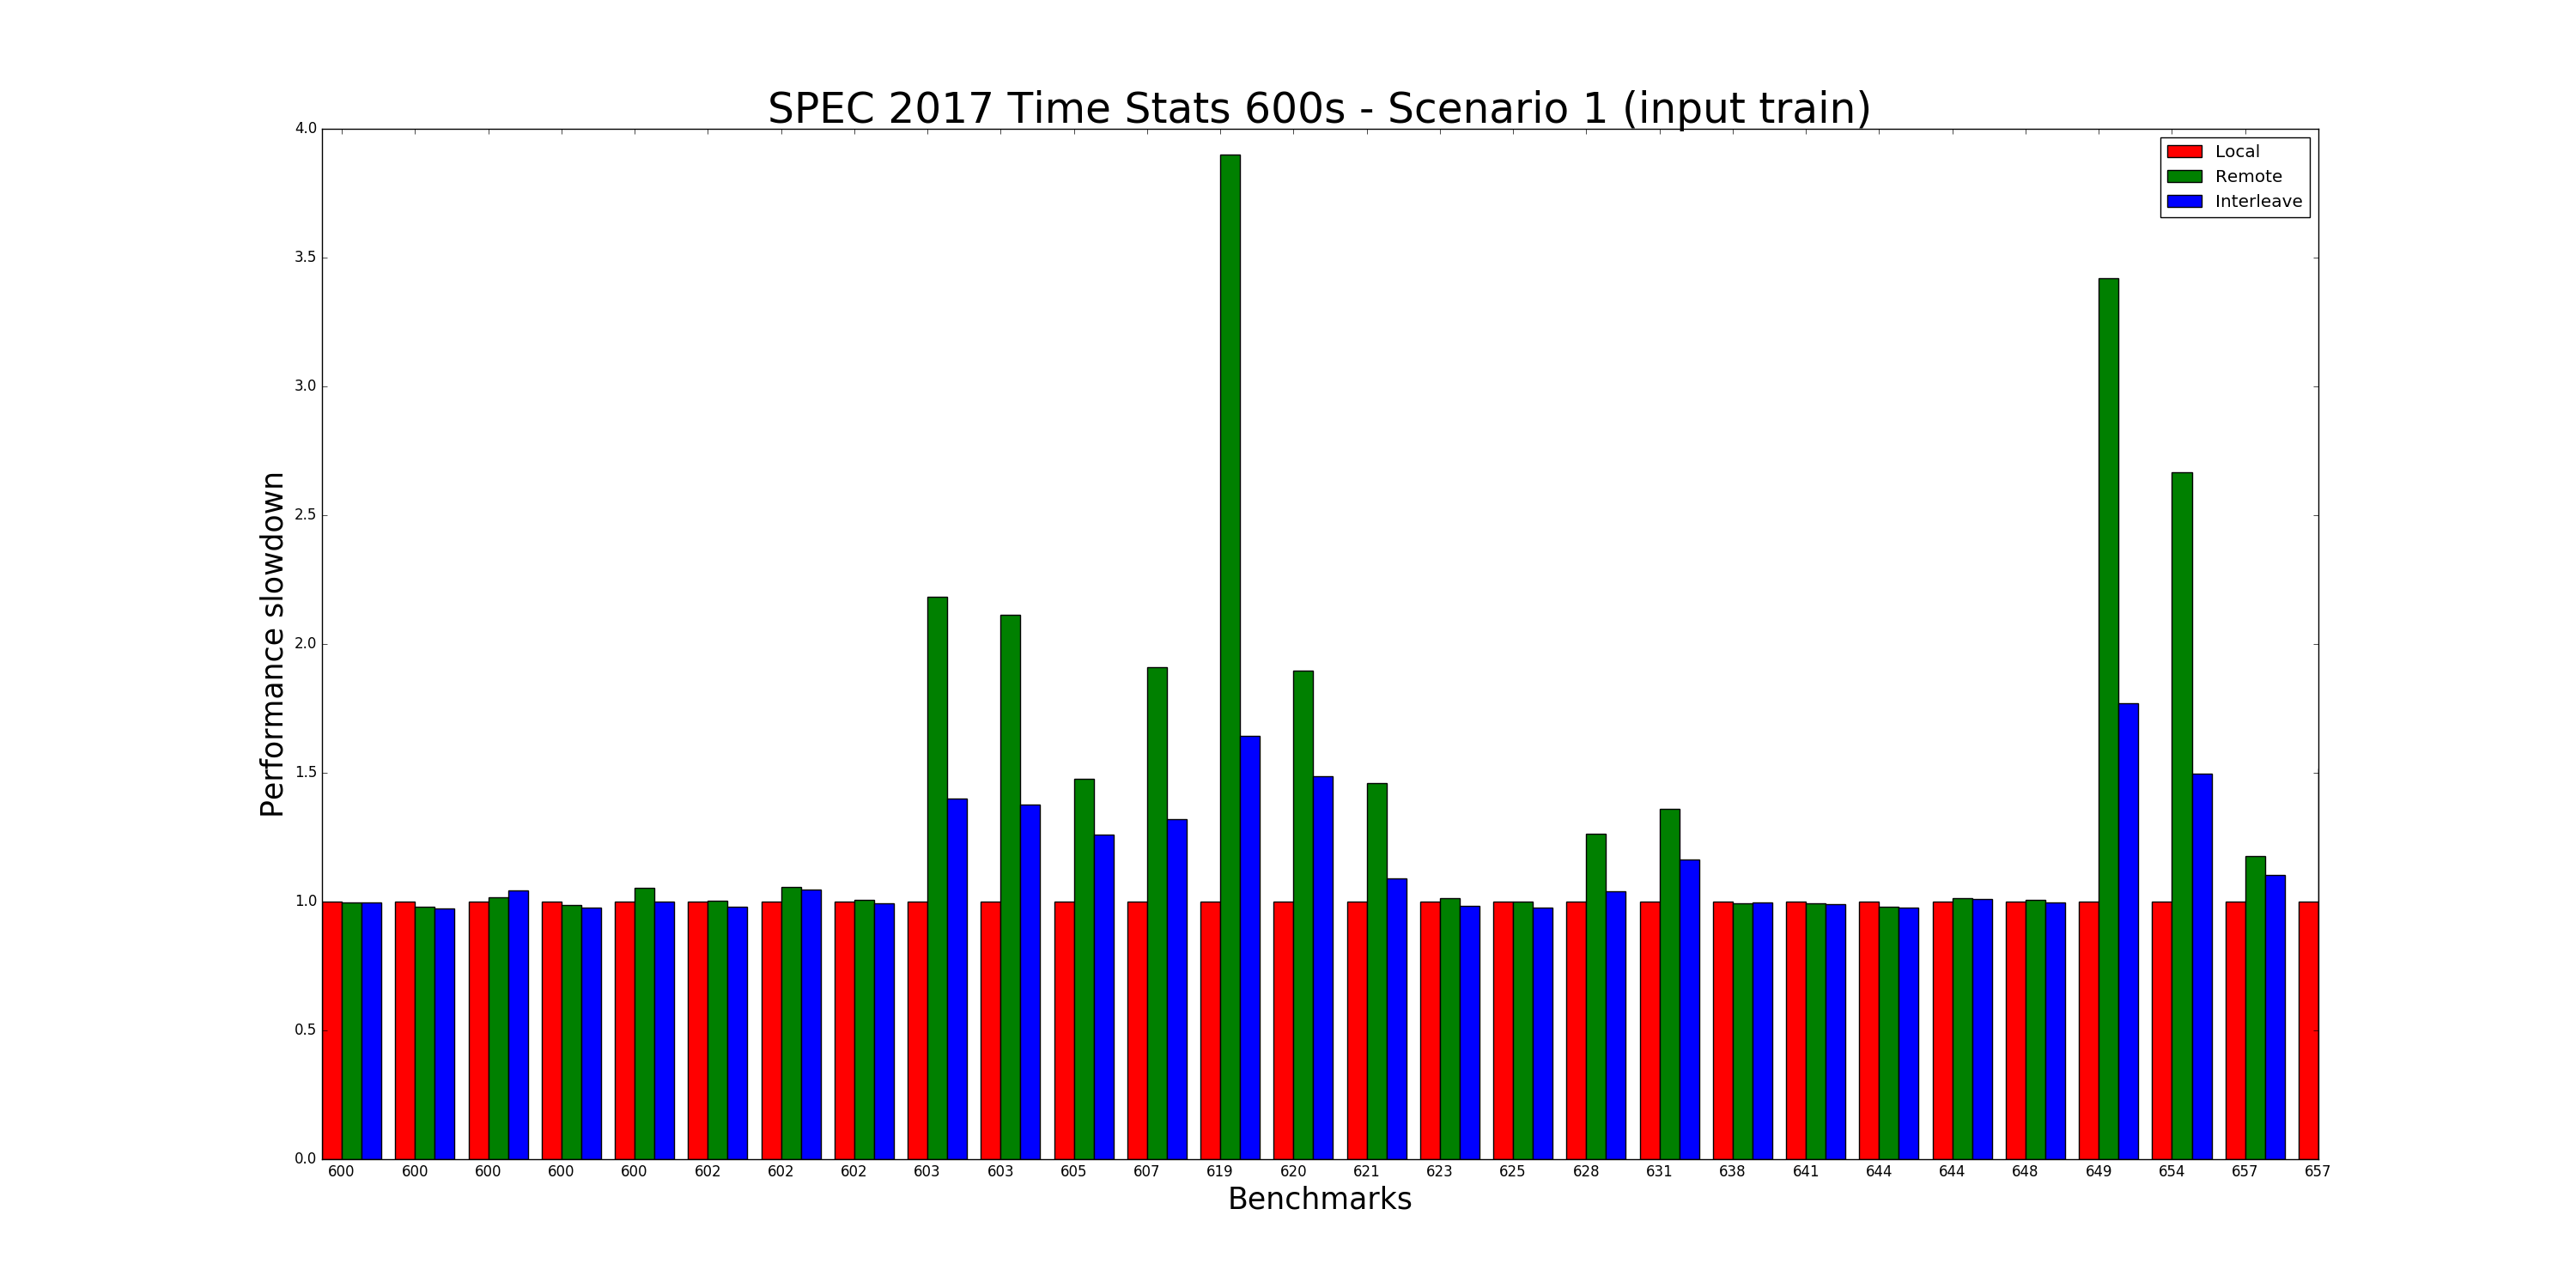 SPEC 2017 Time Stats 600s - Scenario 1 (input train)
4.0
3.5
3.0
2.5
2.0
1.5
1.0
0.5
0.0
Performance slowdown
Local
Remote
Interleave
600 600 600 600 600 602 602 602 603 603 605 607 619 620 621 623 625 628 631 638 641 644 644 648 649 654 657 657
Benchmarks